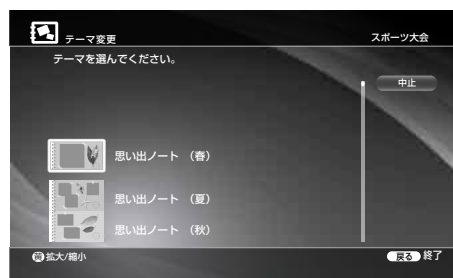 テーマ変更
スポーツ大会
テーマを選んでください。
中止
思い出ノート （春）
思い出ノート （夏）
思い出ノート （秋）
黄 拡大/縮小
戻る 終了